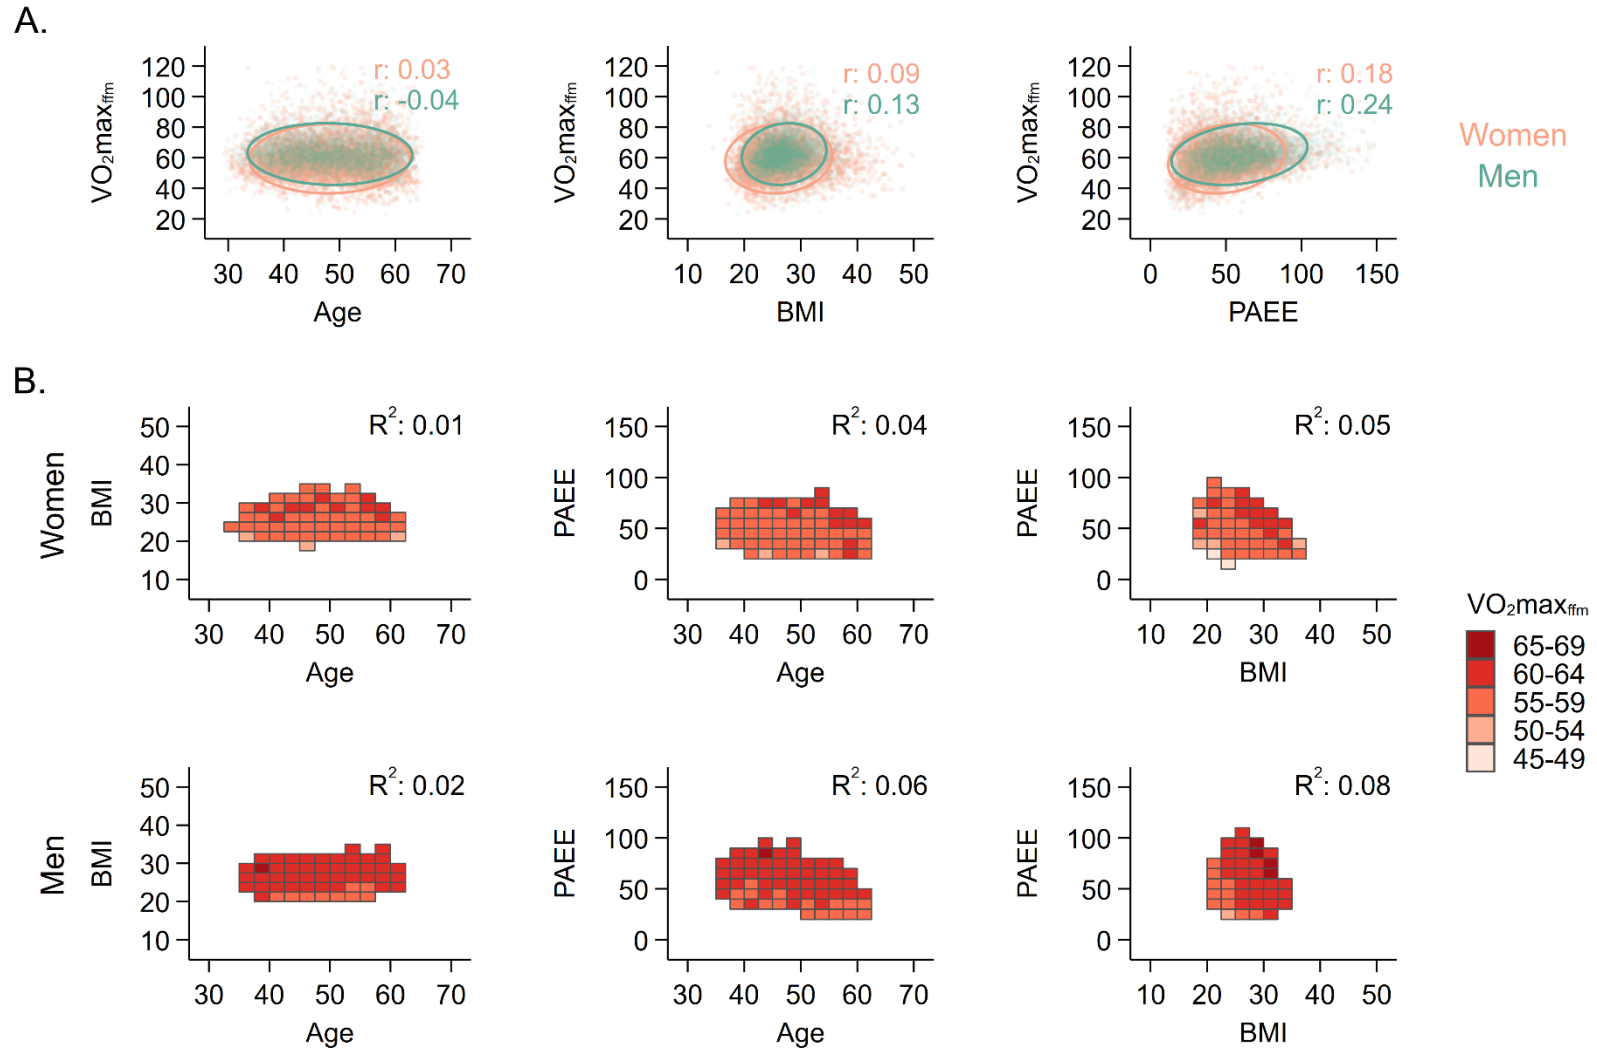 A.
VO₂maxffm
120
100
80
60
40
20
r: 0.03
r: -0.04
30 40 50 60 70
Age
VO₂maxffm
120
100
80
60
40
20
r: 0.09
r: 0.13
10 20 30 40 50
BMI
VO₂maxffm
120
100
80
60
40
20
r: 0.18
r: 0.24
0 50 100 150
PAEE
Women
Men
B.
Women
BMI
50
40
30
20
10
R²: 0.01
30 40 50 60 70
Age
PAEE
150
100
50
0
R²: 0.04
30 40 50 60 70
Age
PAEE
150
100
50
0
R²: 0.05
10 20 30 40 50
BMI
VO₂maxffm
65-69
60-64
55-59
50-54
45-49
Men
BMI
50
40
30
20
10
R²: 0.02
30 40 50 60 70
Age
PAEE
150
100
50
0
R²: 0.06
30 40 50 60 70
Age
PAEE
150
100
50
0
R²: 0.08
10 20 30 40 50
BMI